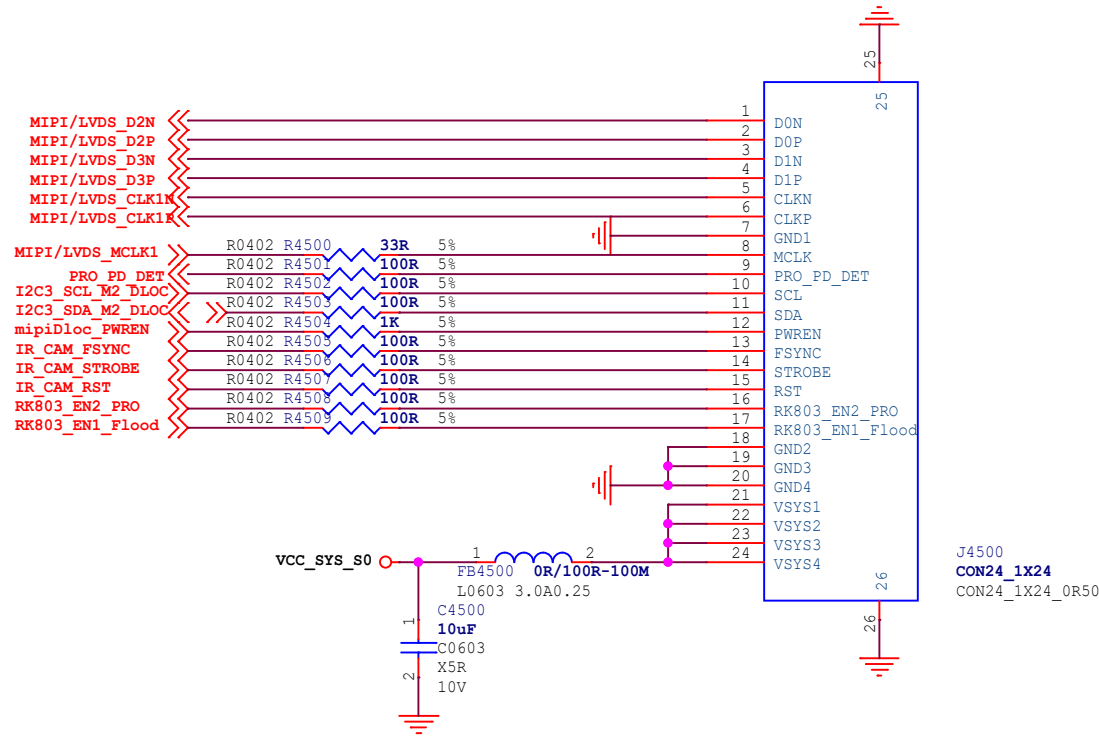 25
25
MIPI/LVDS_D2N 1 D0N
MIPI/LVDS_D2P 2 D0P
MIPI/LVDS_D3N 3 D1N
MIPI/LVDS_D3P 4 D1P
MIPI/LVDS_CLK1N 5 CLKN
MIPI/LVDS_CLK1P 6 CLKP
7 GND1
MIPI/LVDS_MCLK1 R0402 R4500 33R 5% 8 MCLK
PRO_PD_DET R0402 R4501 100R 5% 9 PRO_PD_DET
I2C3_SCL_M2_DLOC R0402 R4502 100R 5% 10 SCL
I2C3_SDA_M2_DLOC R0402 R4503 100R 5% 11 SDA
mipiDloc_PWREN R0402 R4504 1K 5% 12 PWREN
IR_CAM_FSYNC R0402 R4505 100R 5% 13 FSYNC
IR_CAM_STROBE R0402 R4506 100R 5% 14 STROBE
IR_CAM_RST R0402 R4507 100R 5% 15 RST
RK803_EN2_PRO R0402 R4508 100R 5% 16 RK803_EN2_PRO
RK803_EN1_Flood R0402 R4509 100R 5% 17 RK803_EN1_Flood
18 GND2
19 GND3
20 GND4
21 VSYS1
22 VSYS2
23 VSYS3
24 VSYS4
VCC_SYS_S0 1 2
FB4500 0R/100R-100M
L0603 3.0A0.25
J4500
CON24_1X24
CON24_1X24_0R50
26
26
C4500
1
10uF
C0603
X5R
2
10V